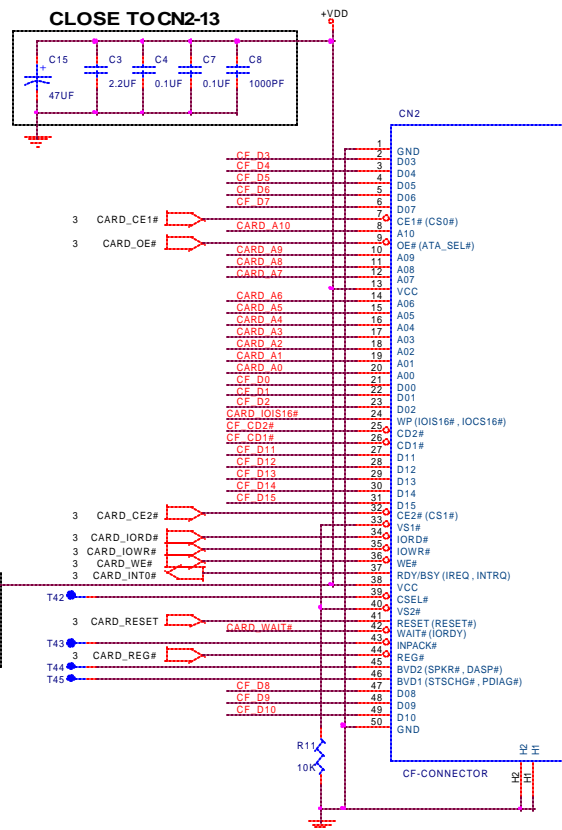 CLOSE TO CN2-13
+VDD
C15
C3
C4
C7
C8
47UF
2.2UF
0.1UF
0.1UF
1000PF
CN2
1 GND
CF_D3 2 D03
CF_D4 3 D04
CF_D5 4 D05
CF_D6 5 D06
CF_D7 6 D07
3 CARD_CE1# 7 CE1# (CS0#)
CARD_A10 8 A10
3 CARD_OE# 9 OE# (ATA_SEL#)
CARD_A9 10 A09
CARD_A8 11 A08
CARD_A7 12 A07
13 VCC
CARD_A6 14 A06
CARD_A5 15 A05
CARD_A4 16 A04
CARD_A3 17 A03
CARD_A2 18 A02
CARD_A1 19 A01
CARD_A0 20 A00
CF_D0 21 D00
CF_D1 22 D01
CF_D2 23 D02
CARD_IOIS16# 24 WP (IOIS16# , IOCS16#)
CF_CD2# 25 CD2#
CF_CD1# 26 CD1#
CF_D11 27 D11
CF_D12 28 D12
CF_D13 29 D13
CF_D14 30 D14
CF_D15 31 D15
3 CARD_CE2# 32 CE2# (CS1#)
33 VS1#
3 CARD_IORD# 34 IORD#
3 CARD_IOWR# 35 IOWR#
3 CARD_WE# 36 WE#
3 CARD_INT0# 37 RDY/BSY (IREQ , INTRQ)
38 VCC
T42 39 CSEL#
40 VS2#
3 CARD_RESET 41 RESET (RESET#)
CARD_WAIT# 42 WAIT# (IORDY)
T43 43 INPACK#
3 CARD_REG# 44 REG#
T44 45 BVD2 (SPKR# , DASP#)
T45 46 BVD1 (STSCHG# , PDIAG#)
CF_D8 47 D08
CF_D9 48 D09
CF_D10 49 D10
50 GND
R11
10K
H2
H1
CF-CONNECTOR
H2
H1